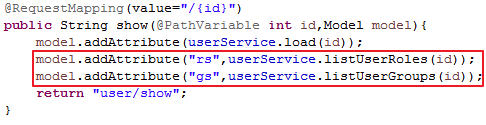 @RequestMapping(value="/{id}")
public String show(@PathVariable int id,Model model){
    model.addAttribute(userService.load(id));
    model.addAttribute("rs",userService.listUserRoles(id));
    model.addAttribute("gs",userService.listUserGroups(id));
    return "user/show";
}